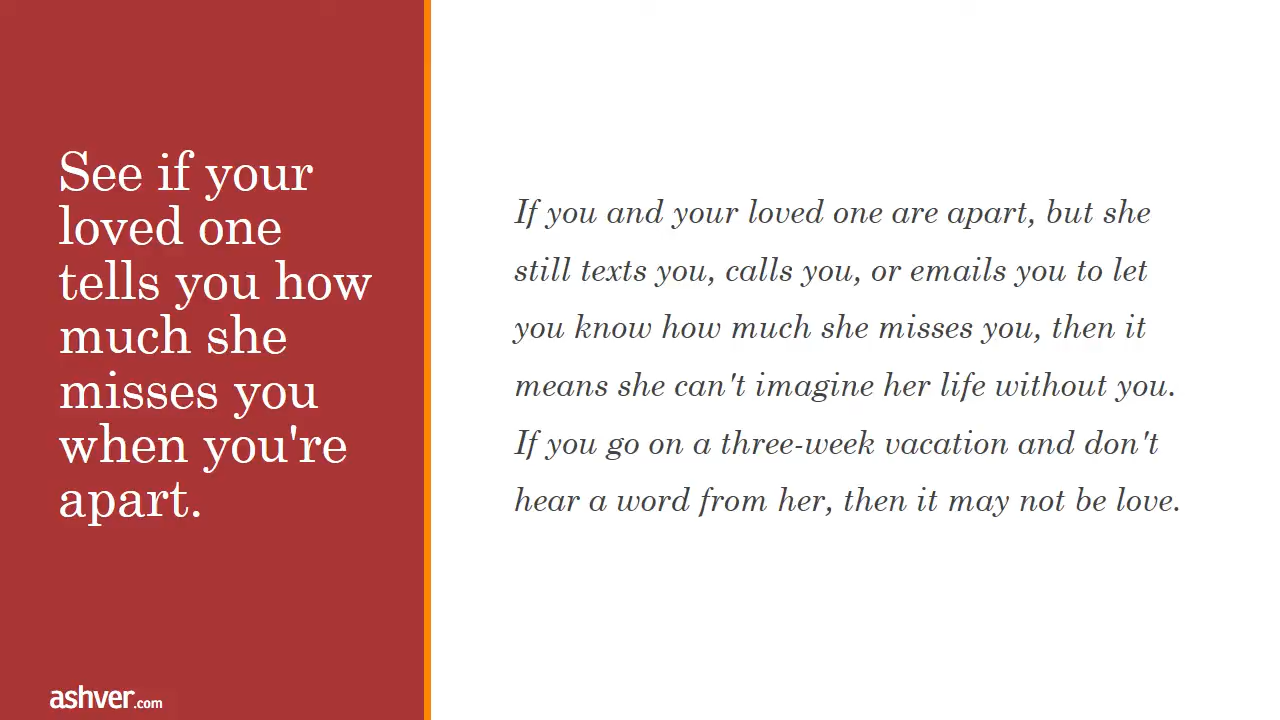 See if your
loved one
tells you how
much she
misses you
when you're
apart.
If you and your loved one are apart, but she
still texts you, calls you, or emails you to let
you know how much she misses you, then it
means she can't imagine her life without you.
If you go on a three-week vacation and don't
hear a word from her, then it may not be love.
ashver.com